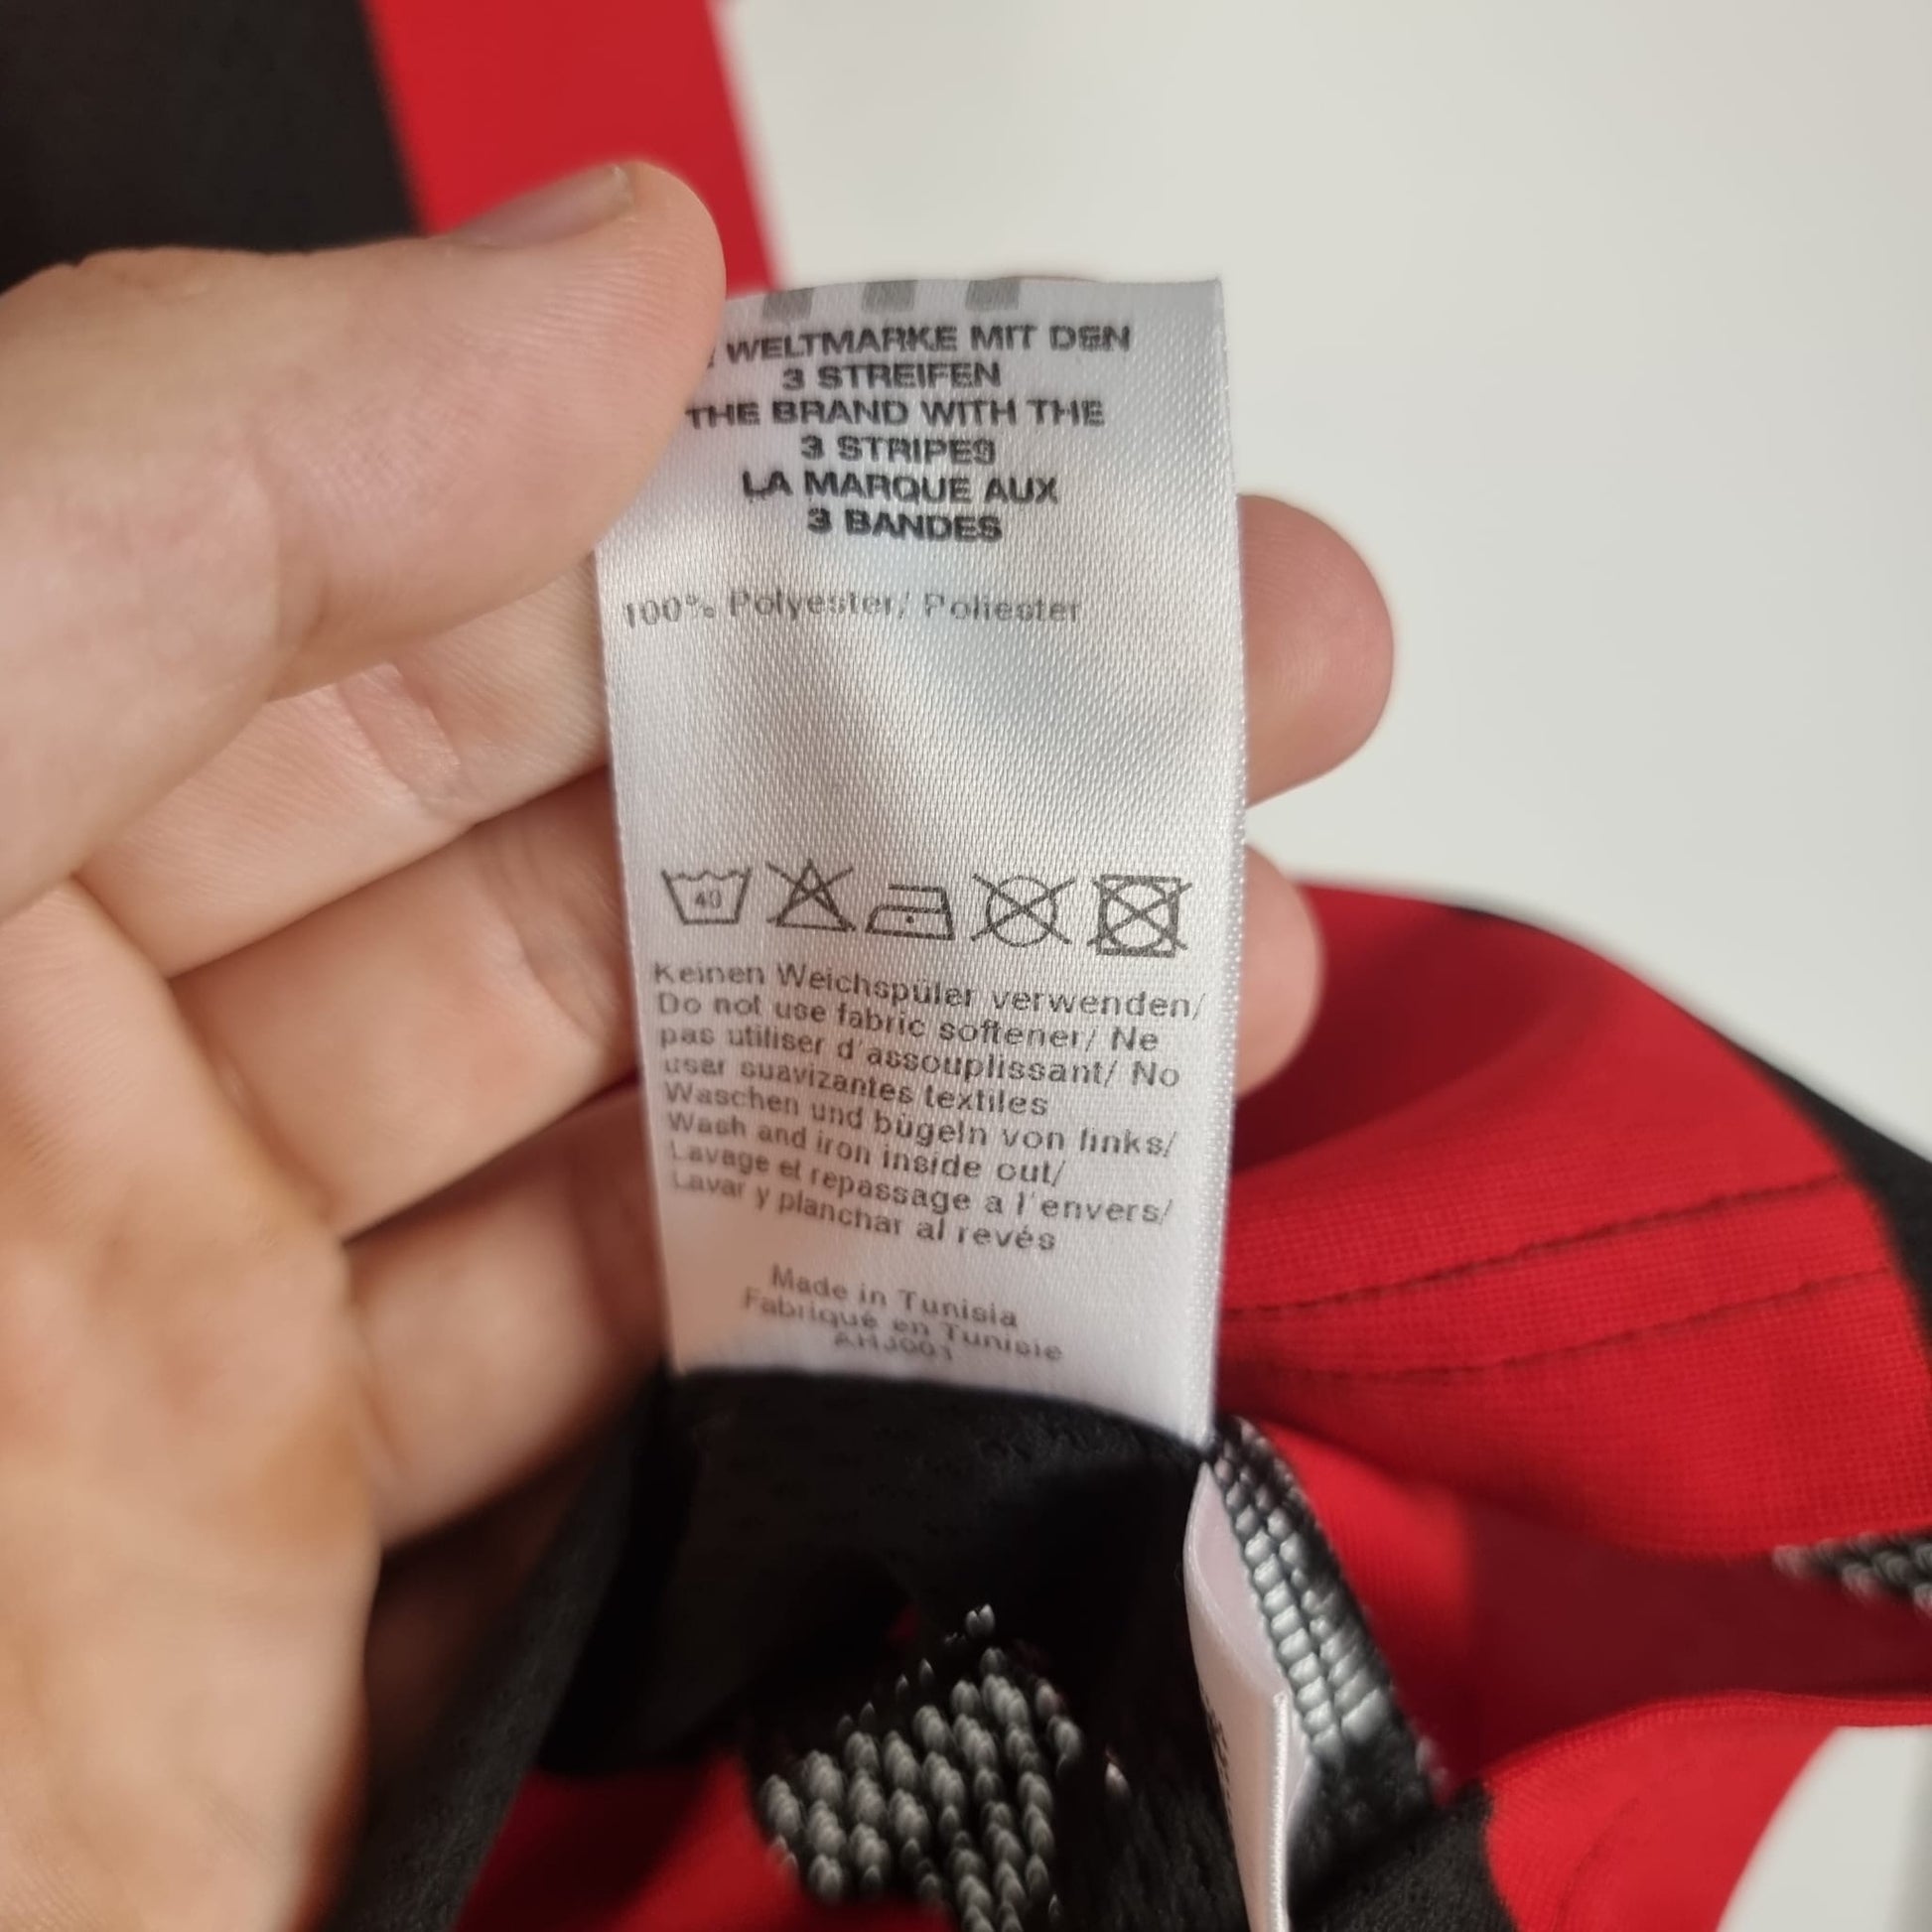 WELTMARKE MIT DEN
3 STREIFEN
THE BRAND WITH THE
3 STRIPES
LA MARQUE AUX
3 BANDES
100% Polyester/ Poliester
40
Keinen Weichspüler verwenden/
Do not use fabric softener/ Ne
pas utiliser d'assouplissant/ No
usar suavizantes textiles
Waschen und bügeln von links/
Wash and iron inside out/
Lavage et repassage a l'envers/
Lavar y planchar al revés
Made in Tunisia
Fabriqué en Tunisie